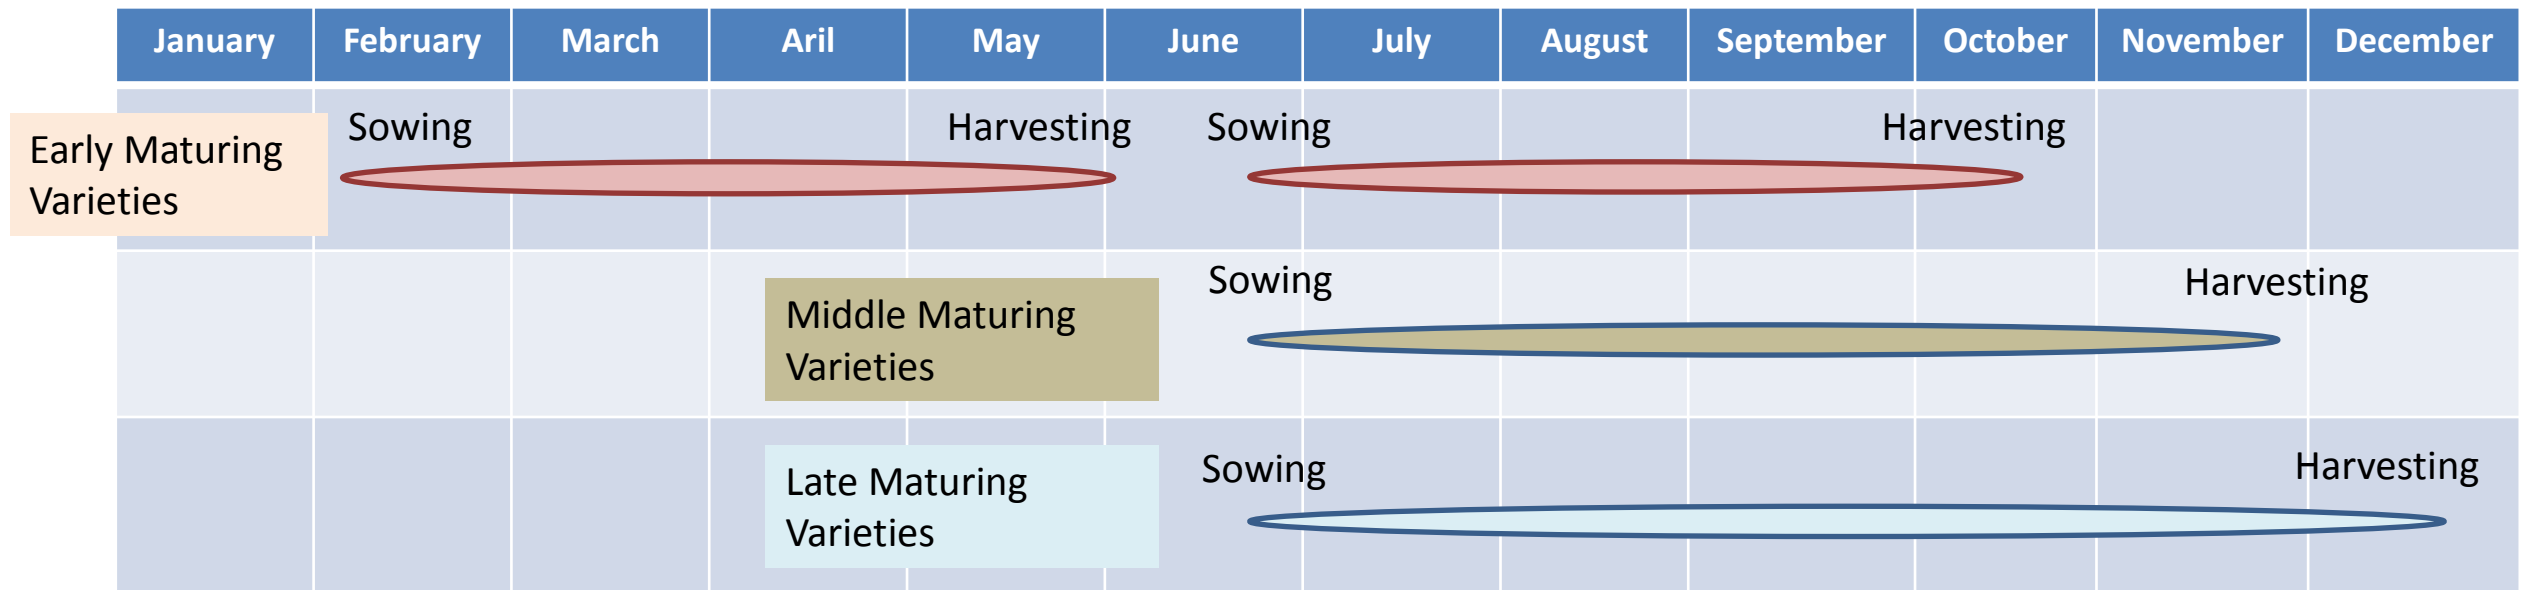 January February March Aril May June July August September October November December
Sowing Harvesting Sowing Harvesting
Early Maturing
Varieties
Sowing Harvesting
Middle Maturing
Varieties
Sowing Harvesting
Late Maturing
Varieties